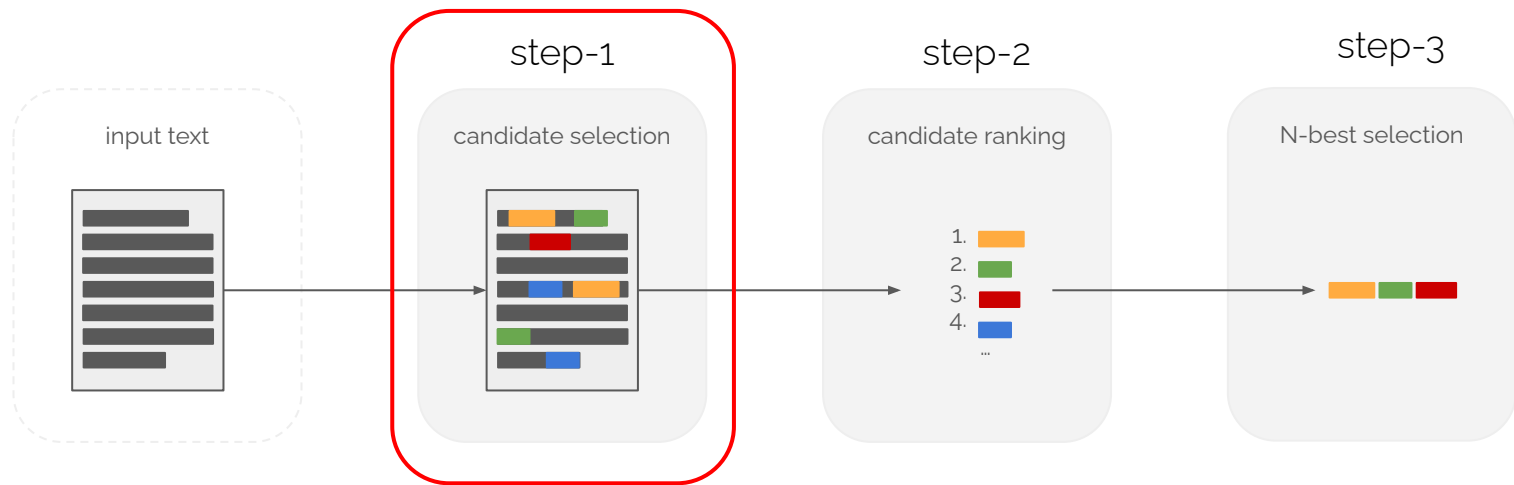 step-1
step-2
step-3
input text
candidate selection
candidate ranking
N-best selection
1.
2.
3.
4.
...